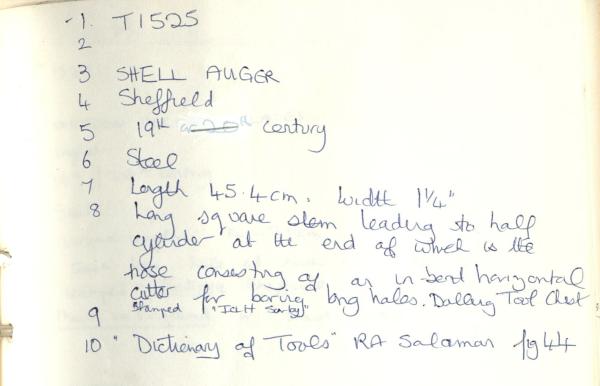 1. T1525
2
3 SHELL AUGER
4 Sheffield
5 19th or 20th century
6 Steel
7 Length 45.4cm. Width 1¼"
8 Long square stem leading to half
cylinder at the end of which is the
nose consisting of an in-bent horizontal
cutter for boring long holes. Dalling Tool Chest
Stamped "I & H Sorby"
9
10 "Dictionary of Tools" RA Salaman fig 44